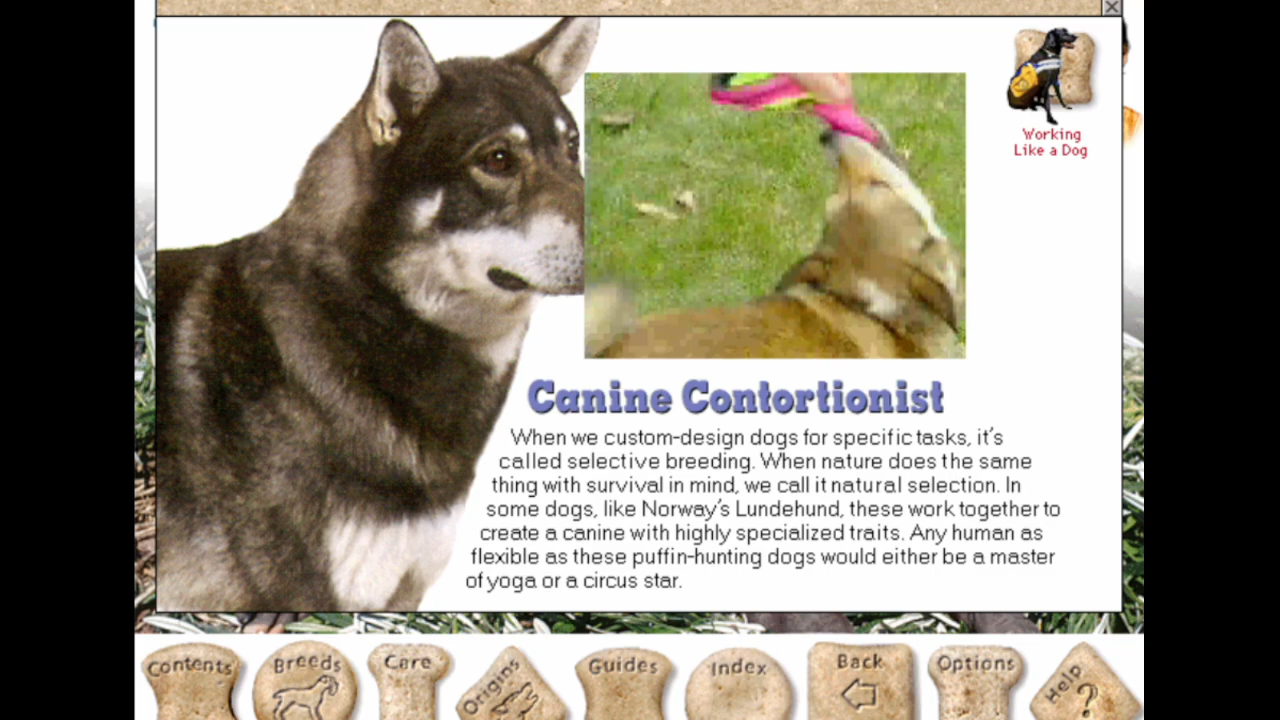 Working
Like a Dog
Canine Contortionist
When we custom-design dogs for specific tasks, it's
called selective breeding. When nature does the same
thing with survival in mind, we call it natural selection. In
some dogs, like Norway's Lundehund, these work together to
create a canine with highly specialized traits. Any human as
flexible as these puffin-hunting dogs would either be a master
of yoga or a circus star.
Contents
Breeds
Care
Origins
Guides
Index
Back
Options
Help
?